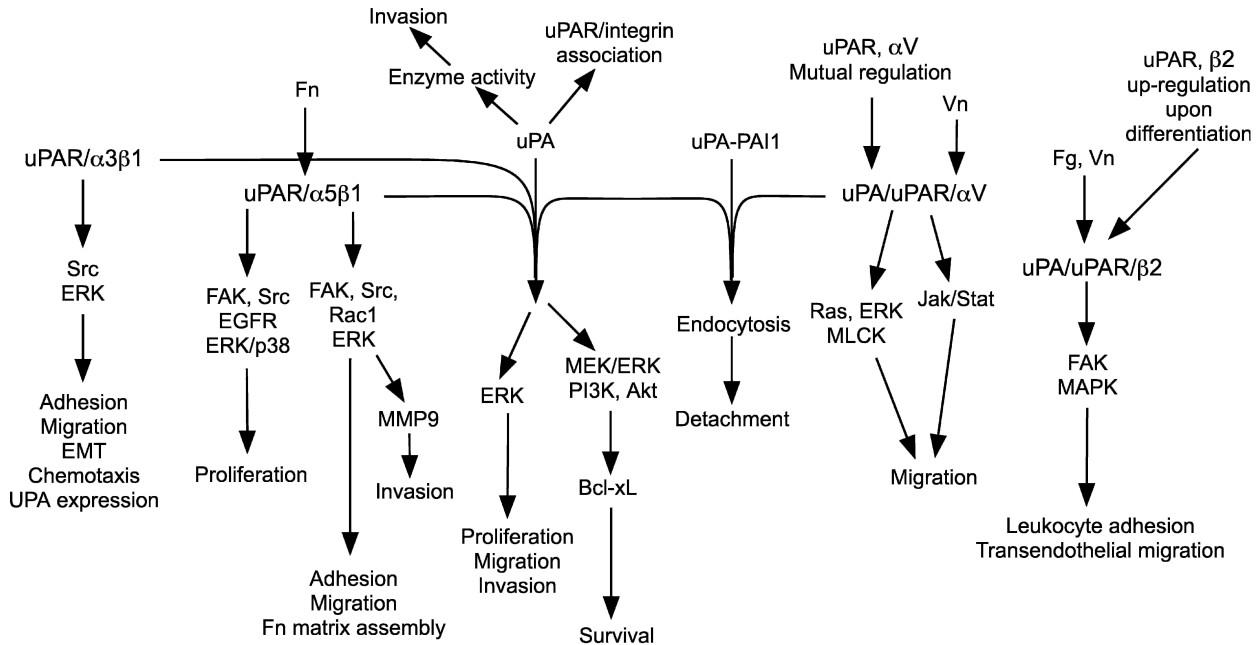 Invasion
uPAR/integrin
association
Enzyme activity
uPAR, αV
Mutual regulation
uPAR, β2
up-regulation
upon
differentiation
Fn
Vn
uPA
uPA-PAI1
Fg, Vn
uPAR/α3β1
uPAR/α5β1
uPA/uPAR/αV
uPA/uPAR/β2
Src
ERK
FAK, Src
EGFR
ERK/p38
FAK, Src,
Rac1
ERK
Endocytosis
Ras, ERK
MLCK
Jak/Stat
ERK
MEK/ERK
PI3K, Akt
FAK
MAPK
Adhesion
Migration
EMT
Chemotaxis
UPA expression
Proliferation
MMP9
Invasion
Detachment
Migration
Bcl-xL
Proliferation
Migration
Invasion
Leukocyte adhesion
Transendothelial migration
Adhesion
Migration
Fn matrix assembly
Survival